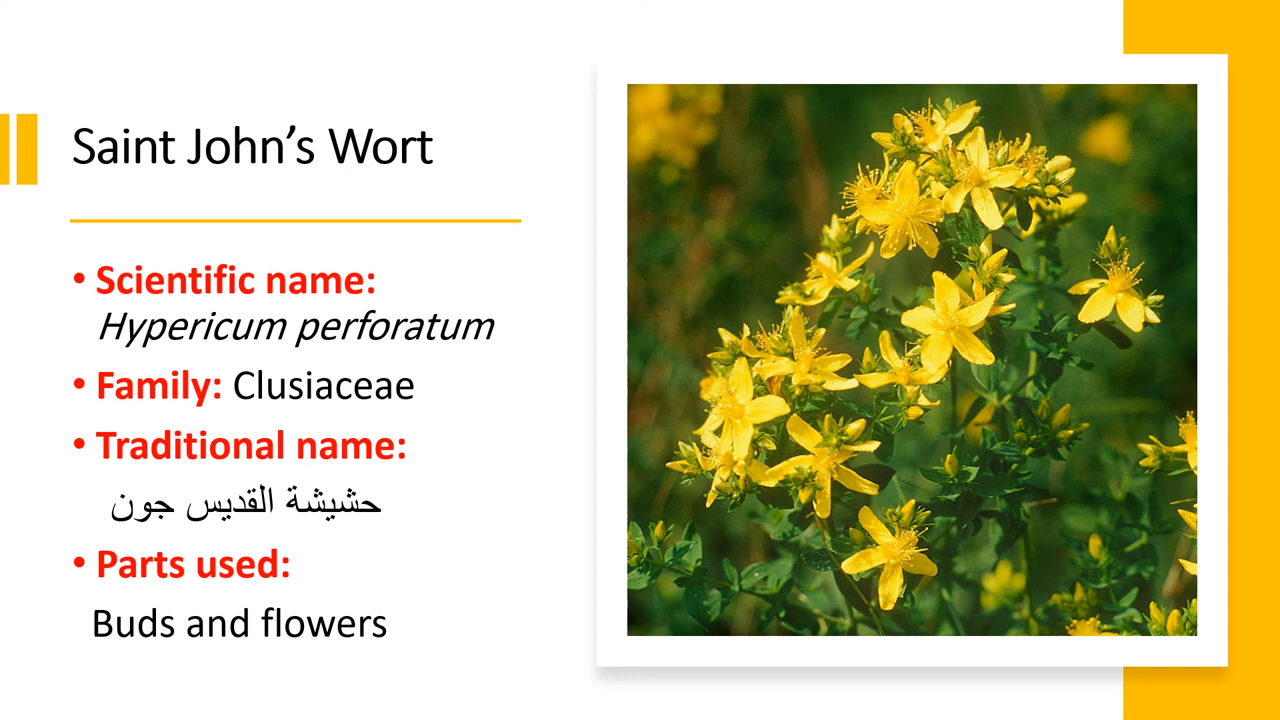 Saint John’s Wort
• Scientific name:
Hypericum perforatum
• Family: Clusiaceae
• Traditional name:
حشيشة القديس جون
• Parts used:
Buds and flowers